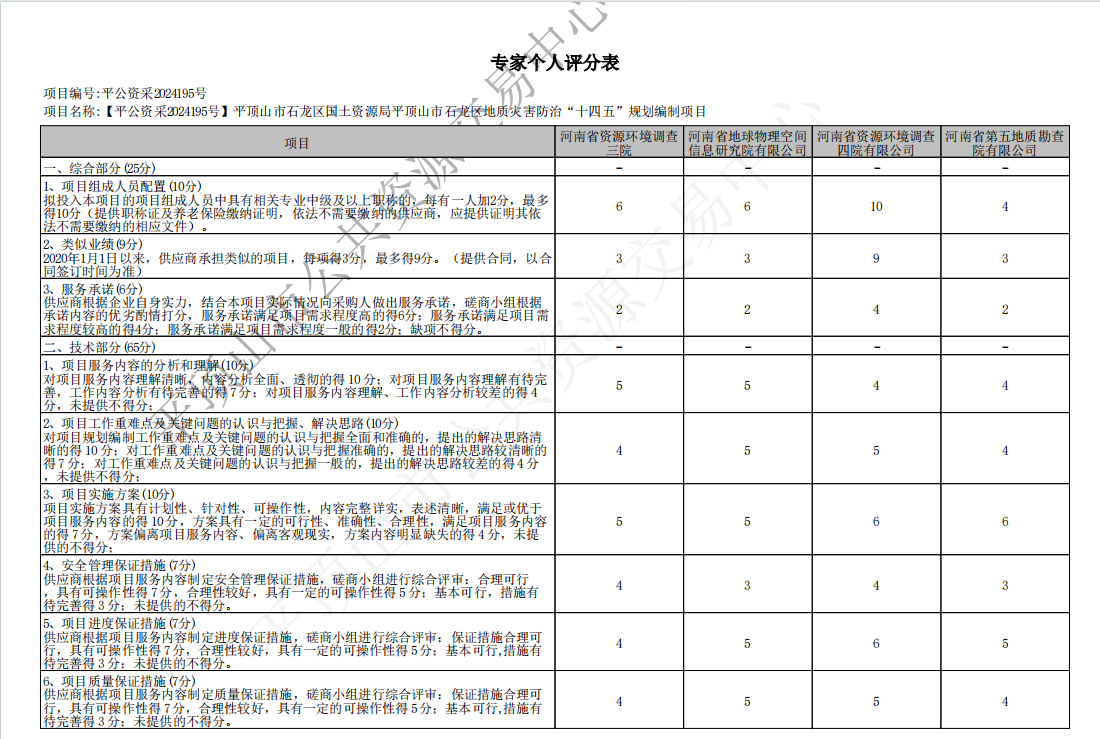 专家个人评分表
项目编号:平公资采2024195号
项目名称:【平公资采2024195号】平顶山市石龙区国土资源局平顶山市石龙区地质灾害防治“十四五”规划编制项目
项目 河南省资源环境调查三院 河南省地球物理空间信息研究院有限公司 河南省资源环境调查四院有限公司 河南省第五地质勘查院有限公司
一、综合部分(25分) － － － －
1、项目组成人员配置(10分)
拟投入本项目的项目组成人员中具有相关专业中级及以上职称的，每有一人加2分，最多
得10分（提供职称证及养老保险缴纳证明，依法不需要缴纳的供应商，应提供证明其依
法不需要缴纳的相应文件）。
6 6 10 4
2、类似业绩(9分)
2020年1月1日以来，供应商承担类似的项目，每项得3分，最多得9分。（提供合同，以合
同签订时间为准）
3 3 9 3
3、服务承诺(6分)
供应商根据企业自身实力，结合本项目实际情况向采购人做出服务承诺，磋商小组根据
承诺内容的优劣酌情打分，服务承诺满足项目需求程度高的得6分；服务承诺满足项目需
求程度较高的得4分；服务承诺满足项目需求程度一般的得2分；缺项不得分。
2 2 4 2
二、技术部分(65分) － － － －
1、项目服务内容的分析和理解(10分)
对项目服务内容理解清晰，内容分析全面、透彻的得 10 分；对项目服务内容理解有待完
善，工作内容分析有待完善的得 7 分；对项目服务内容理解、工作内容分析较差的得 4
分，未提供不得分；
5 5 4 4
2、项目工作重难点及关键问题的认识与把握、解决思路(10分)
对项目规划编制工作重难点及关键问题的认识与把握全面和准确的，提出的解决思路清
晰的得 10 分；对工作重难点及关键问题的认识与把握准确的，提出的解决思路较清晰的
得 7 分；对工作重难点及关键问题的认识与把握一般的，提出的解决思路较差的得 4 分
，未提供不得分；
4 5 5 4
3、项目实施方案(10分)
项目实施方案具有计划性、针对性、可操作性，内容完整详实，表述清晰，满足或优于
项目服务内容的得 10 分，方案具有一定的可行性、准确性、合理性，满足项目服务内容
的得 7 分，方案偏离项目服务内容、偏离客观现实，方案内容明显缺失的得 4 分，未提
供的不得分；
5 5 6 6
4、安全管理保证措施(7分)
供应商根据项目服务内容制定安全管理保证措施，磋商小组进行综合评审：合理可行
，具有可操作性得 7分，合理性较好，具有一定的可操作性得 5 分；基本可行，措施有
待完善得 3 分；未提供的不得分。
4 3 4 3
5、项目进度保证措施(7分)
供应商根据项目服务内容制定进度保证措施，磋商小组进行综合评审：保证措施合理可
行，具有可操作性得 7分，合理性较好，具有一定的可操作性得 5 分；基本可行,措施有
待完善得 3 分；未提供的不得分。
4 5 6 5
6、项目质量保证措施(7分)
供应商根据项目服务内容制定质量保证措施，磋商小组进行综合评审：保证措施合理可
行，具有可操作性得 7分，合理性较好，具有一定的可操作性得 5 分；基本可行,措施有
待完善得 3 分；未提供的不得分。
4 5 5 4
平顶山市公共资源交易中心
平顶山市公共资源交易中心